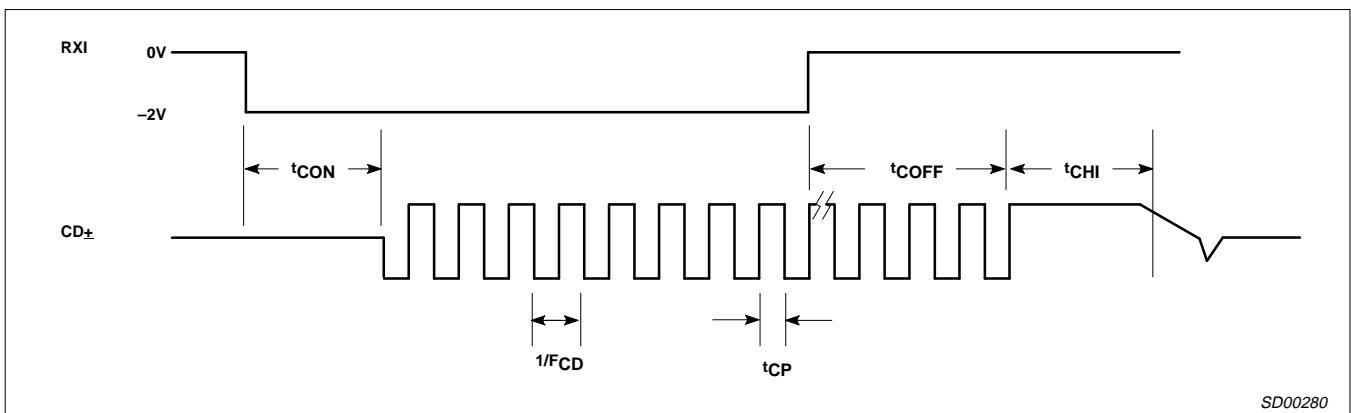 RXI 0V
–2V
tCON tCOFF tCHI
CD±
1/FCD tCP
SD00280